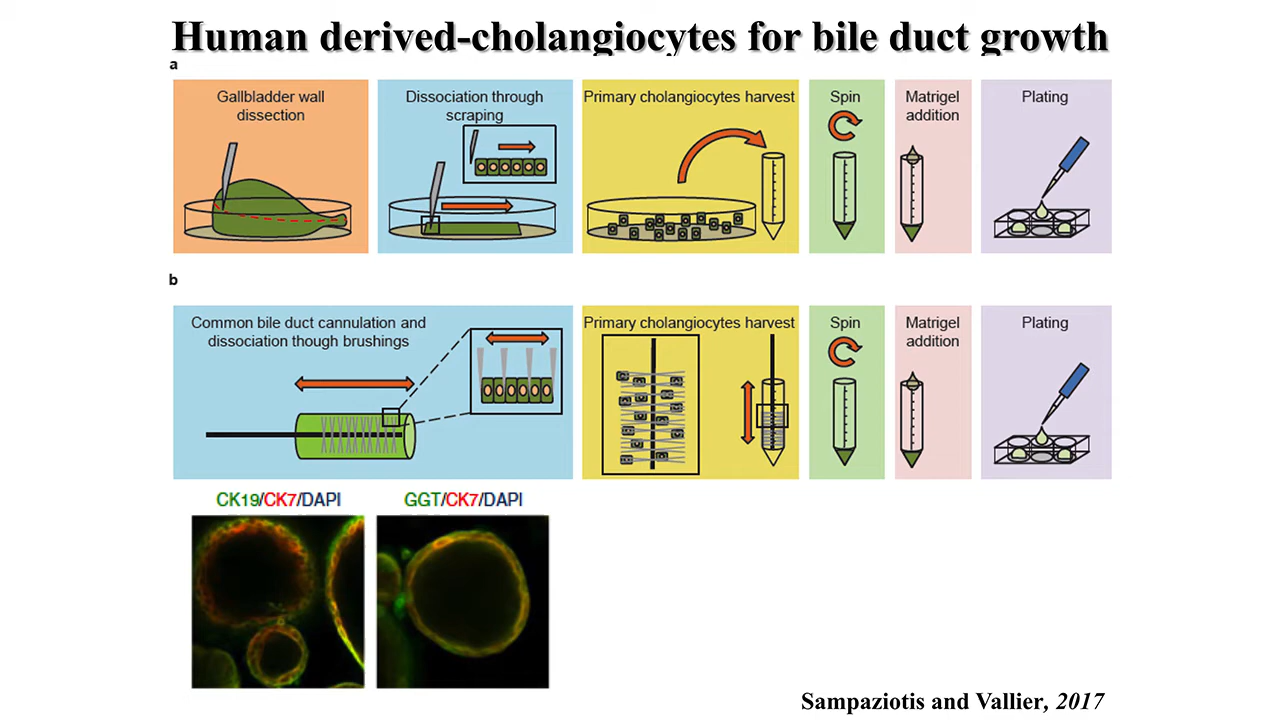 Human derived-cholangiocytes for bile duct growth
a
Gallbladder wall
dissection
Dissociation through
scraping
Primary cholangiocytes harvest
Spin
Matrigel
addition
Plating
b
Common bile duct cannulation and
dissociation though brushings
Primary cholangiocytes harvest
Spin
Matrigel
addition
Plating
CK19/CK7/DAPI
GGT/CK7/DAPI
Sampaziotis and Vallier, 2017